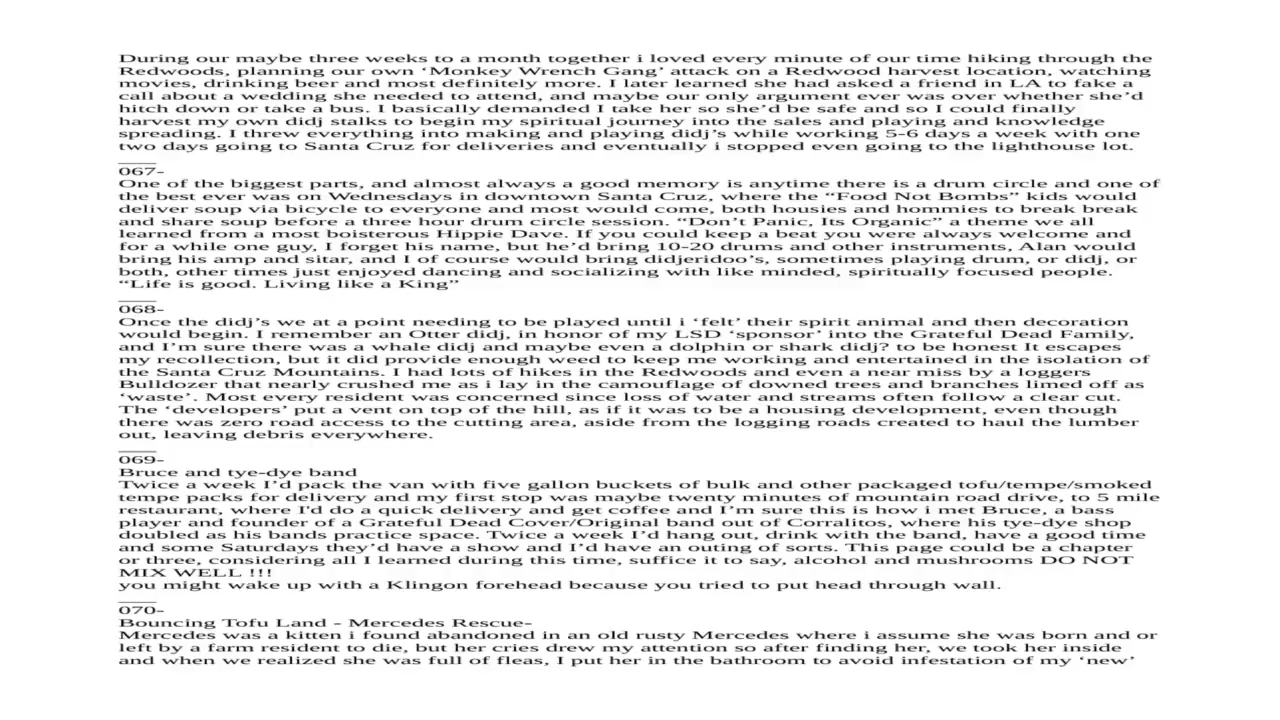 During our maybe three weeks to a month together i loved every minute of our time hiking through the
Redwoods, planning our own ‘Monkey Wrench Gang’ attack on a Redwood harvest location, watching
movies, drinking beer and most definitely more. I later learned she had asked a friend in LA to fake a
call about a wedding she needed to attend, and maybe our only argument ever was over whether she’d
hitch down or take a bus. I basically demanded I take her so she’d be safe and so I could finally
harvest my own didj stalks to begin my spiritual journey into the sales and playing and knowledge
spreading. I threw everything into making and playing didj’s while working 5-6 days a week with one
two days going to Santa Cruz for deliveries and eventually i stopped even going to the lighthouse lot.
____
067-
One of the biggest parts, and almost always a good memory is anytime there is a drum circle and one of
the best ever was on Wednesdays in downtown Santa Cruz, where the “Food Not Bombs” kids would
deliver soup via bicycle to everyone and most would come, both housies and hommies to break break
and share soup before a three hour drum circle session. “Don’t Panic, Its Organic” a theme we all
learned from a most boisterous Hippie Dave. If you could keep a beat you were always welcome and
for a while one guy, I forget his name, but he’d bring 10-20 drums and other instruments, Alan would
bring his amp and sitar, and I of course would bring didjeridoo’s, sometimes playing drum, or didj, or
both, other times just enjoyed dancing and socializing with like minded, spiritually focused people.
“Life is good. Living like a King”
____
068-
Once the didj’s we at a point needing to be played until i ‘felt’ their spirit animal and then decoration
would begin. I remember an Otter didj, in honor of my LSD ‘sponsor’ into the Grateful Dead Family,
and I’m sure there was a whale didj and maybe even a dolphin or shark didj? to be honest It escapes
my recollection, but it did provide enough weed to keep me working and entertained in the isolation of
the Santa Cruz Mountains. I had lots of hikes in the Redwoods and even a near miss by a loggers
Bulldozer that nearly crushed me as i lay in the camouflage of downed trees and branches limed off as
‘waste’. Most every resident was concerned since loss of water and streams often follow a clear cut.
The ‘developers’ put a vent on top of the hill, as if it was to be a housing development, even though
there was zero road access to the cutting area, aside from the logging roads created to haul the lumber
out, leaving debris everywhere.
____
069-
Bruce and tye-dye band
Twice a week I’d pack the van with five gallon buckets of bulk and other packaged tofu/tempe/smoked
tempe packs for delivery and my first stop was maybe twenty minutes of mountain road drive, to 5 mile
restaurant, where I'd do a quick delivery and get coffee and I’m sure this is how i met Bruce, a bass
player and founder of a Grateful Dead Cover/Original band out of Corralitos, where his tye-dye shop
doubled as his bands practice space. Twice a week I’d hang out, drink with the band, have a good time
and some Saturdays they’d have a show and I’d have an outing of sorts. This page could be a chapter
or three, considering all I learned during this time, suffice it to say, alcohol and mushrooms DO NOT
MIX WELL !!!
you might wake up with a Klingon forehead because you tried to put head through wall.
____
070-
Bouncing Tofu Land - Mercedes Rescue-
Mercedes was a kitten i found abandoned in an old rusty Mercedes where i assume she was born and or
left by a farm resident to die, but her cries drew my attention so after finding her, we took her inside
and when we realized she was full of fleas, I put her in the bathroom to avoid infestation of my ‘new’